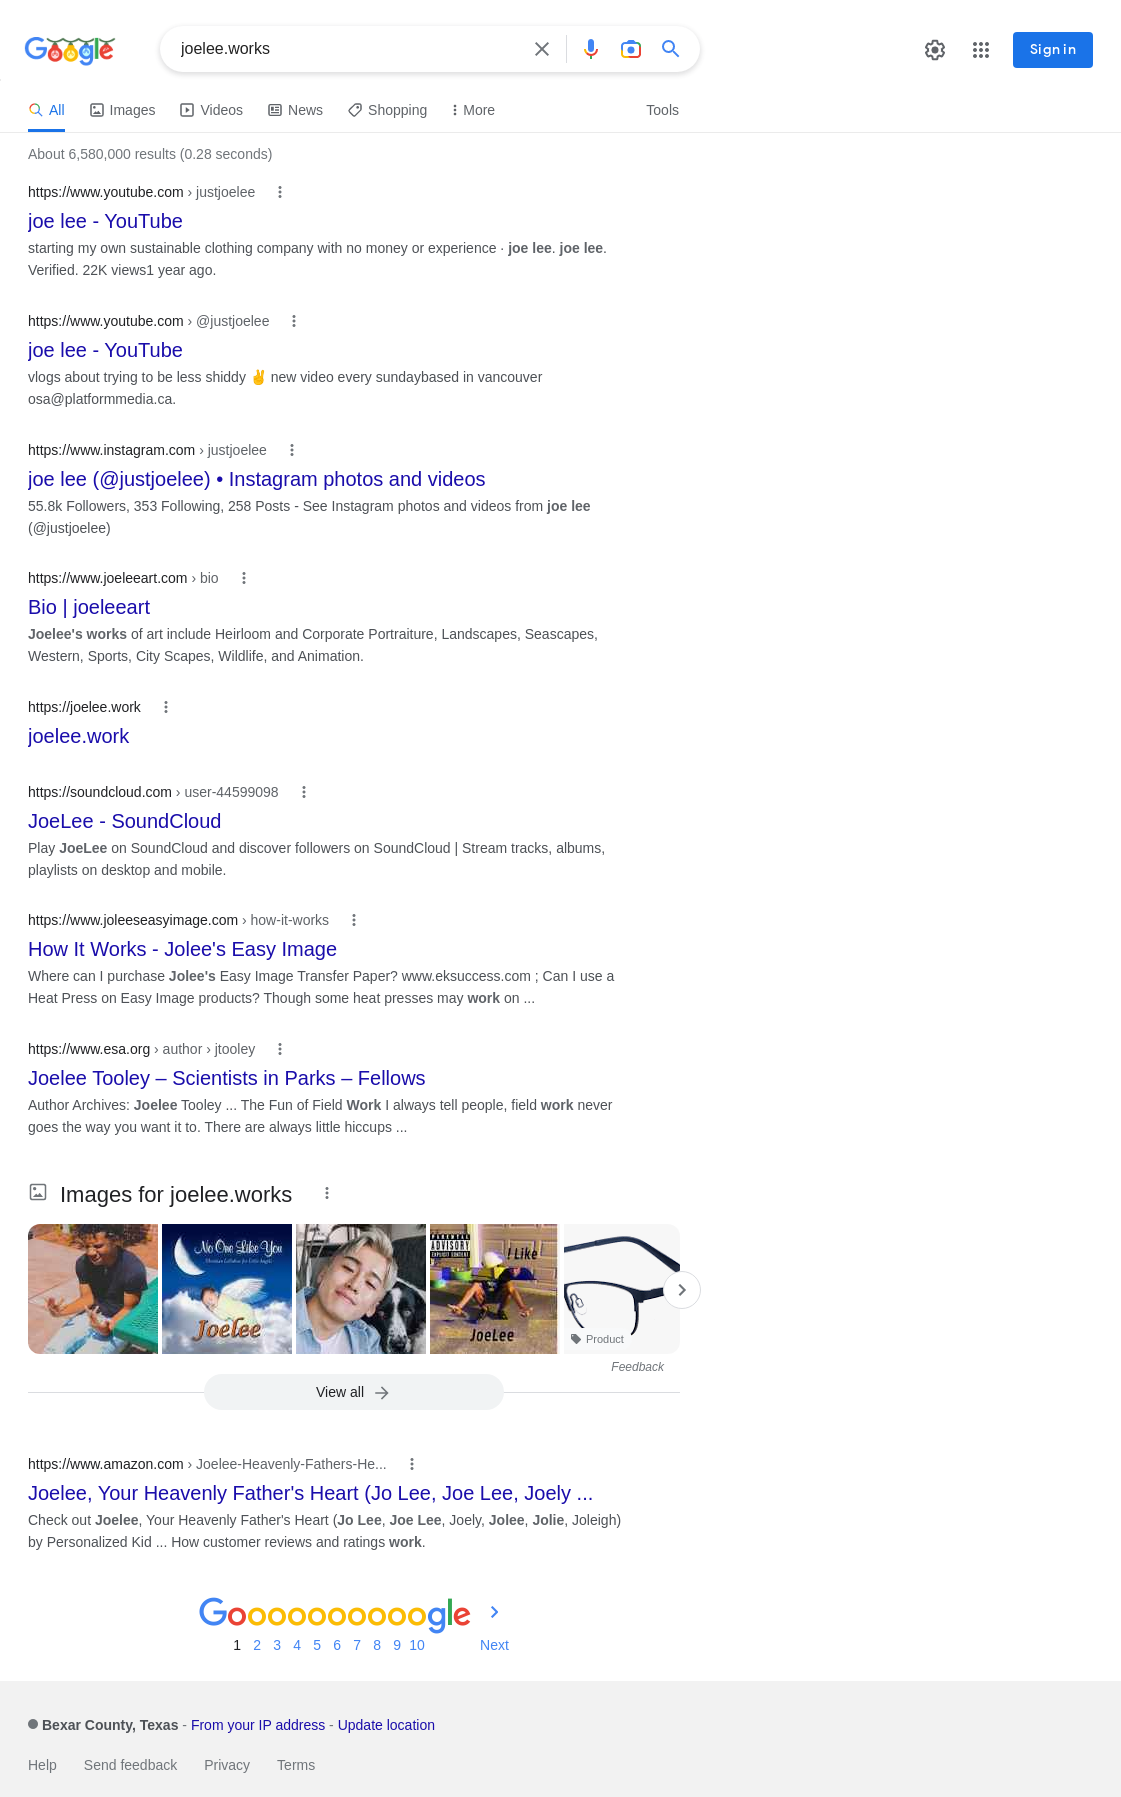 Google
joelee.works
Sign in
All Images Videos News Shopping More Tools
About 6,580,000 results (0.28 seconds)
https://www.youtube.com › justjoelee
joe lee - YouTube
starting my own sustainable clothing company with no money or experience · joe lee. joe lee.
Verified. 22K views1 year ago.
https://www.youtube.com › @justjoelee
joe lee - YouTube
vlogs about trying to be less shiddy ✌ new video every sundaybased in vancouver
osa@platformmedia.ca.
https://www.instagram.com › justjoelee
joe lee (@justjoelee) • Instagram photos and videos
55.8k Followers, 353 Following, 258 Posts - See Instagram photos and videos from joe lee
(@justjoelee)
https://www.joeleeart.com › bio
Bio | joeleeart
Joelee's works of art include Heirloom and Corporate Portraiture, Landscapes, Seascapes,
Western, Sports, City Scapes, Wildlife, and Animation.
https://joelee.work
joelee.work
https://soundcloud.com › user-44599098
JoeLee - SoundCloud
Play JoeLee on SoundCloud and discover followers on SoundCloud | Stream tracks, albums,
playlists on desktop and mobile.
https://www.joleeseasyimage.com › how-it-works
How It Works - Jolee's Easy Image
Where can I purchase Jolee's Easy Image Transfer Paper? www.eksuccess.com ; Can I use a
Heat Press on Easy Image products? Though some heat presses may work on ...
https://www.esa.org › author › jtooley
Joelee Tooley – Scientists in Parks – Fellows
Author Archives: Joelee Tooley ... The Fun of Field Work I always tell people, field work never
goes the way you want it to. There are always little hiccups ...
Images for joelee.works
No One Like You
Christian Lullabies for Little Angels
Joelee
PARENTAL
ADVISORY
EXPLICIT CONTENT
I Like
JoeLee
Product
Feedback
View all
https://www.amazon.com › Joelee-Heavenly-Fathers-He...
Joelee, Your Heavenly Father's Heart (Jo Lee, Joe Lee, Joely ...
Check out Joelee, Your Heavenly Father's Heart (Jo Lee, Joe Lee, Joely, Jolee, Jolie, Joleigh)
by Personalized Kid ... How customer reviews and ratings work.
Goooooooooogle
1 2 3 4 5 6 7 8 9 10 Next
Bexar County, Texas - From your IP address - Update location
Help Send feedback Privacy Terms